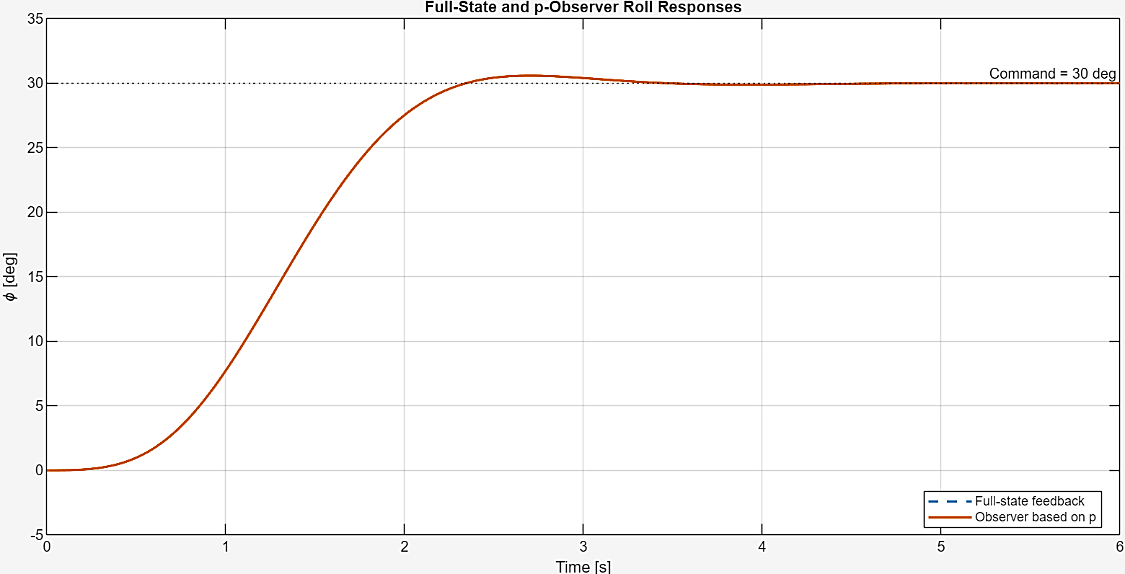 Full-State and p-Observer Roll Responses
35
30
25
20
15
10
5
0
-5
ϕ [deg]
Command = 30 deg
Full-state feedback
Observer based on p
0 1 2 3 4 5 6
Time [s]